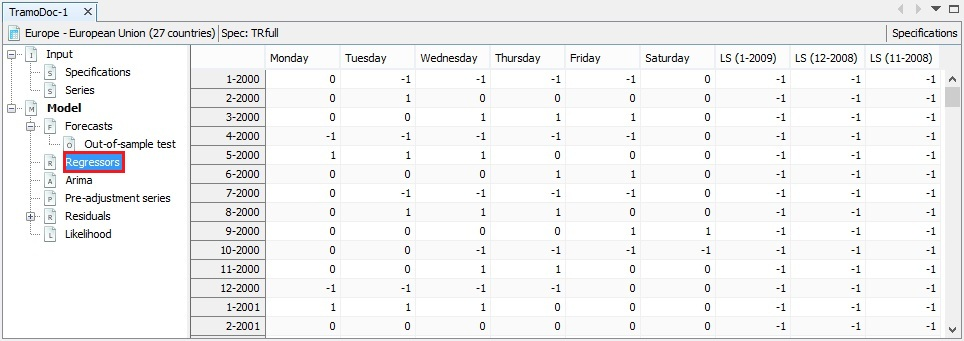 TramoDoc-1
Europe - European Union (27 countries) Spec: TRfull Specifications
I Input
S Specifications
S Series
M Model
F Forecasts
O Out-of-sample test
R Regressors
A Arima
P Pre-adjustment series
R Residuals
L Likelihood
Monday Tuesday Wednesday Thursday Friday Saturday LS (1-2009) LS (12-2008) LS (11-2008)
1-2000 0 -1 -1 -1 -1 0 -1 -1 -1
2-2000 0 1 0 0 0 0 -1 -1 -1
3-2000 0 0 1 1 1 0 -1 -1 -1
4-2000 -1 -1 -1 -1 0 0 -1 -1 -1
5-2000 1 1 1 0 0 0 -1 -1 -1
6-2000 0 0 0 1 1 0 -1 -1 -1
7-2000 0 -1 -1 -1 -1 0 -1 -1 -1
8-2000 0 1 1 1 0 0 -1 -1 -1
9-2000 0 0 0 0 1 1 -1 -1 -1
10-2000 0 0 -1 -1 -1 -1 -1 -1 -1
11-2000 0 0 1 1 0 0 -1 -1 -1
12-2000 -1 -1 -1 -1 0 0 -1 -1 -1
1-2001 1 1 1 0 0 0 -1 -1 -1
2-2001 0 0 0 0 0 0 -1 -1 -1